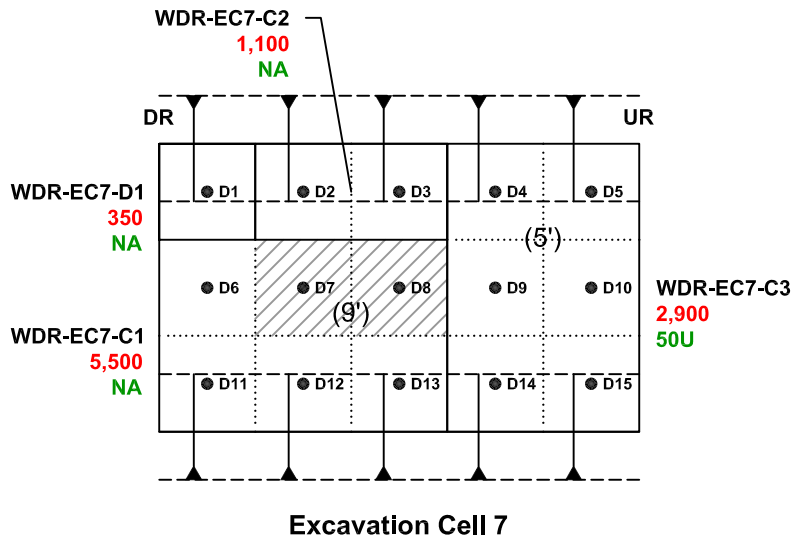 WDR-EC7-C2
1,100
NA
DR
UR
D1
D2
D3
D4
D5
WDR-EC7-D1
350
NA
(5')
D6
D7
D8
D9
D10
(9')
WDR-EC7-C3
2,900
50U
WDR-EC7-C1
5,500
NA
D11
D12
D13
D14
D15
Excavation Cell 7